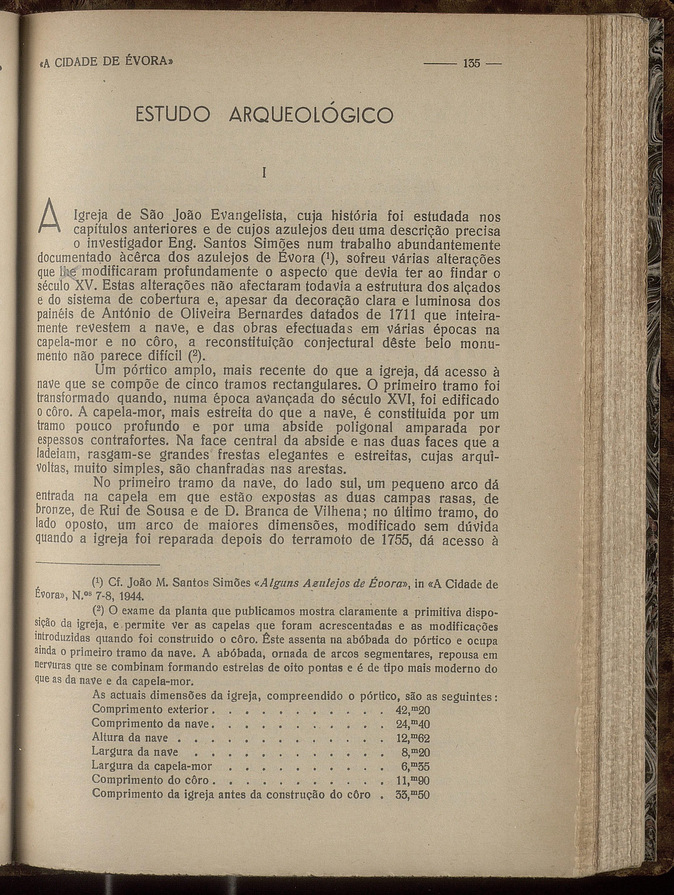 «A CIDADE DE ÉVORA» —— 135 —
ESTUDO ARQUEOLÓGICO
I
A Igreja de São João Evangelista, cuja história foi estudada nos
capítulos anteriores e de cujos azulejos deu uma descrição precisa
o investigador Eng. Santos Simões num trabalho abundantemente
documentado àcêrca dos azulejos de Évora (¹), sofreu várias alterações
que lhe modificaram profundamente o aspecto que devia ter ao findar o
século XV. Estas alterações não afectaram todavia a estrutura dos alçados
e do sistema de cobertura e, apesar da decoração clara e luminosa dos
painéis de António de Oliveira Bernardes datados de 1711 que inteira-
mente revestem a nave, e das obras efectuadas em várias épocas na
capela-mor e no côro, a reconstituição conjectural dêste belo monu-
mento não parece difícil (²).
Um pórtico amplo, mais recente do que a igreja, dá acesso à
nave que se compõe de cinco tramos rectangulares. O primeiro tramo foi
transformado quando, numa época avançada do século XVI, foi edificado
o côro. A capela-mor, mais estreita do que a nave, é constituida por um
tramo pouco profundo e por uma abside poligonal amparada por
espessos contrafortes. Na face central da abside e nas duas faces que a
ladeiam, rasgam-se grandes frestas elegantes e estreitas, cujas arqui-
voltas, muito simples, são chanfradas nas arestas.
No primeiro tramo da nave, do lado sul, um pequeno arco dá
entrada na capela em que estão expostas as duas campas rasas, de
bronze, de Rui de Sousa e de D. Branca de Vilhena; no último tramo, do
lado oposto, um arco de maiores dimensões, modificado sem dúvida
quando a igreja foi reparada depois do terramoto de 1755, dá acesso à
(¹) Cf. João M. Santos Simões «Alguns Azulejos de Évora», in «A Cidade de
Évora», N.os 7-8, 1944.
(²) O exame da planta que publicamos mostra claramente a primitiva dispo-
sição da igreja, e permite ver as capelas que foram acrescentadas e as modificações
introduzidas quando foi construido o côro. Êste assenta na abóbada do pórtico e ocupa
ainda o primeiro tramo da nave. A abóbada, ornada de arcos segmentares, repousa em
nervuras que se combinam formando estrelas de oito pontas e é de tipo mais moderno do
que as da nave e da capela-mor.
As actuais dimensões da igreja, compreendido o pórtico, são as seguintes:
Comprimento exterior . . . . . . . . . . . 42,m20
Comprimento da nave . . . . . . . . . . . 24,m40
Altura da nave . . . . . . . . . . . . . 12,m62
Largura da nave . . . . . . . . . . . . 8,m20
Largura da capela-mor . . . . . . . . . . 6,m35
Comprimento do côro . . . . . . . . . . . 11,m90
Comprimento da igreja antes da construção do côro . 33,m50